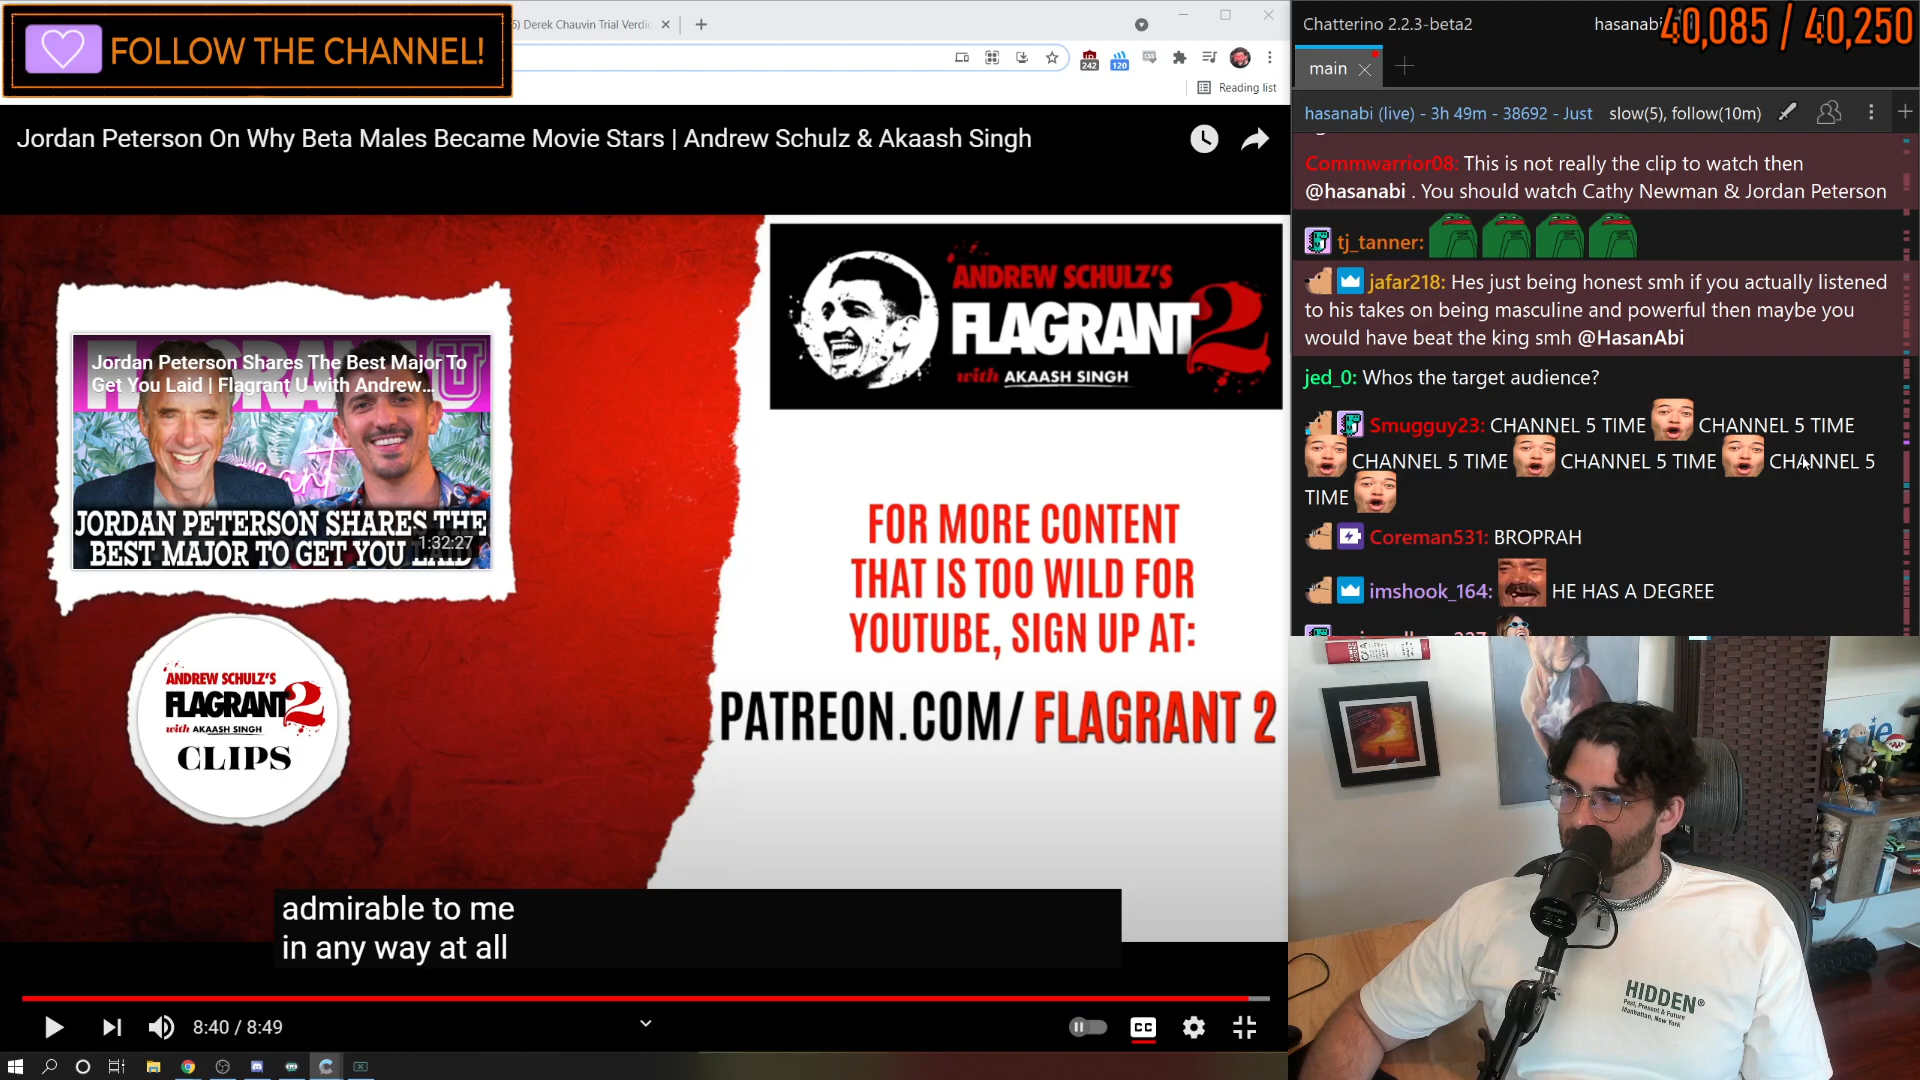 FOLLOW THE CHANNEL!
Derek Chauvin Trial Verdic
242
120
Reading list
Jordan Peterson On Why Beta Males Became Movie Stars | Andrew Schulz & Akaash Singh
Jordan Peterson Shares The Best Major To
Get You Laid | Flagrant U with Andrew...
JORDAN PETERSON SHARES THE
BEST MAJOR TO GET YOU LAID
1:32:27
ANDREW SCHULZ'S
FLAGRANT 2
with AKAASH SINGH
CLIPS
ANDREW SCHULZ'S
FLAGRANT 2
with AKAASH SINGH
FOR MORE CONTENT
THAT IS TOO WILD FOR
YOUTUBE, SIGN UP AT:
PATREON.COM/ FLAGRANT 2
admirable to me
in any way at all
8:40 / 8:49
CC
Chatterino 2.2.3-beta2
hasanabi
40,085 / 40,250
main
hasanabi (live) - 3h 49m - 38692 - Just
slow(5), follow(10m)
Commwarrior08: This is not really the clip to watch then
@hasanabi . You should watch Cathy Newman & Jordan Peterson
tj_tanner:
jafar218: Hes just being honest smh if you actually listened
to his takes on being masculine and powerful then maybe you
would have beat the king smh @HasanAbi
jed_0: Whos the target audience?
Smugguy23: CHANNEL 5 TIME CHANNEL 5 TIME
CHANNEL 5 TIME CHANNEL 5 TIME CHANNEL 5
TIME
Coreman531: BROPRAH
imshook_164: HE HAS A DEGREE
HIDDEN®
Past, Present & Future
Manhattan, New York